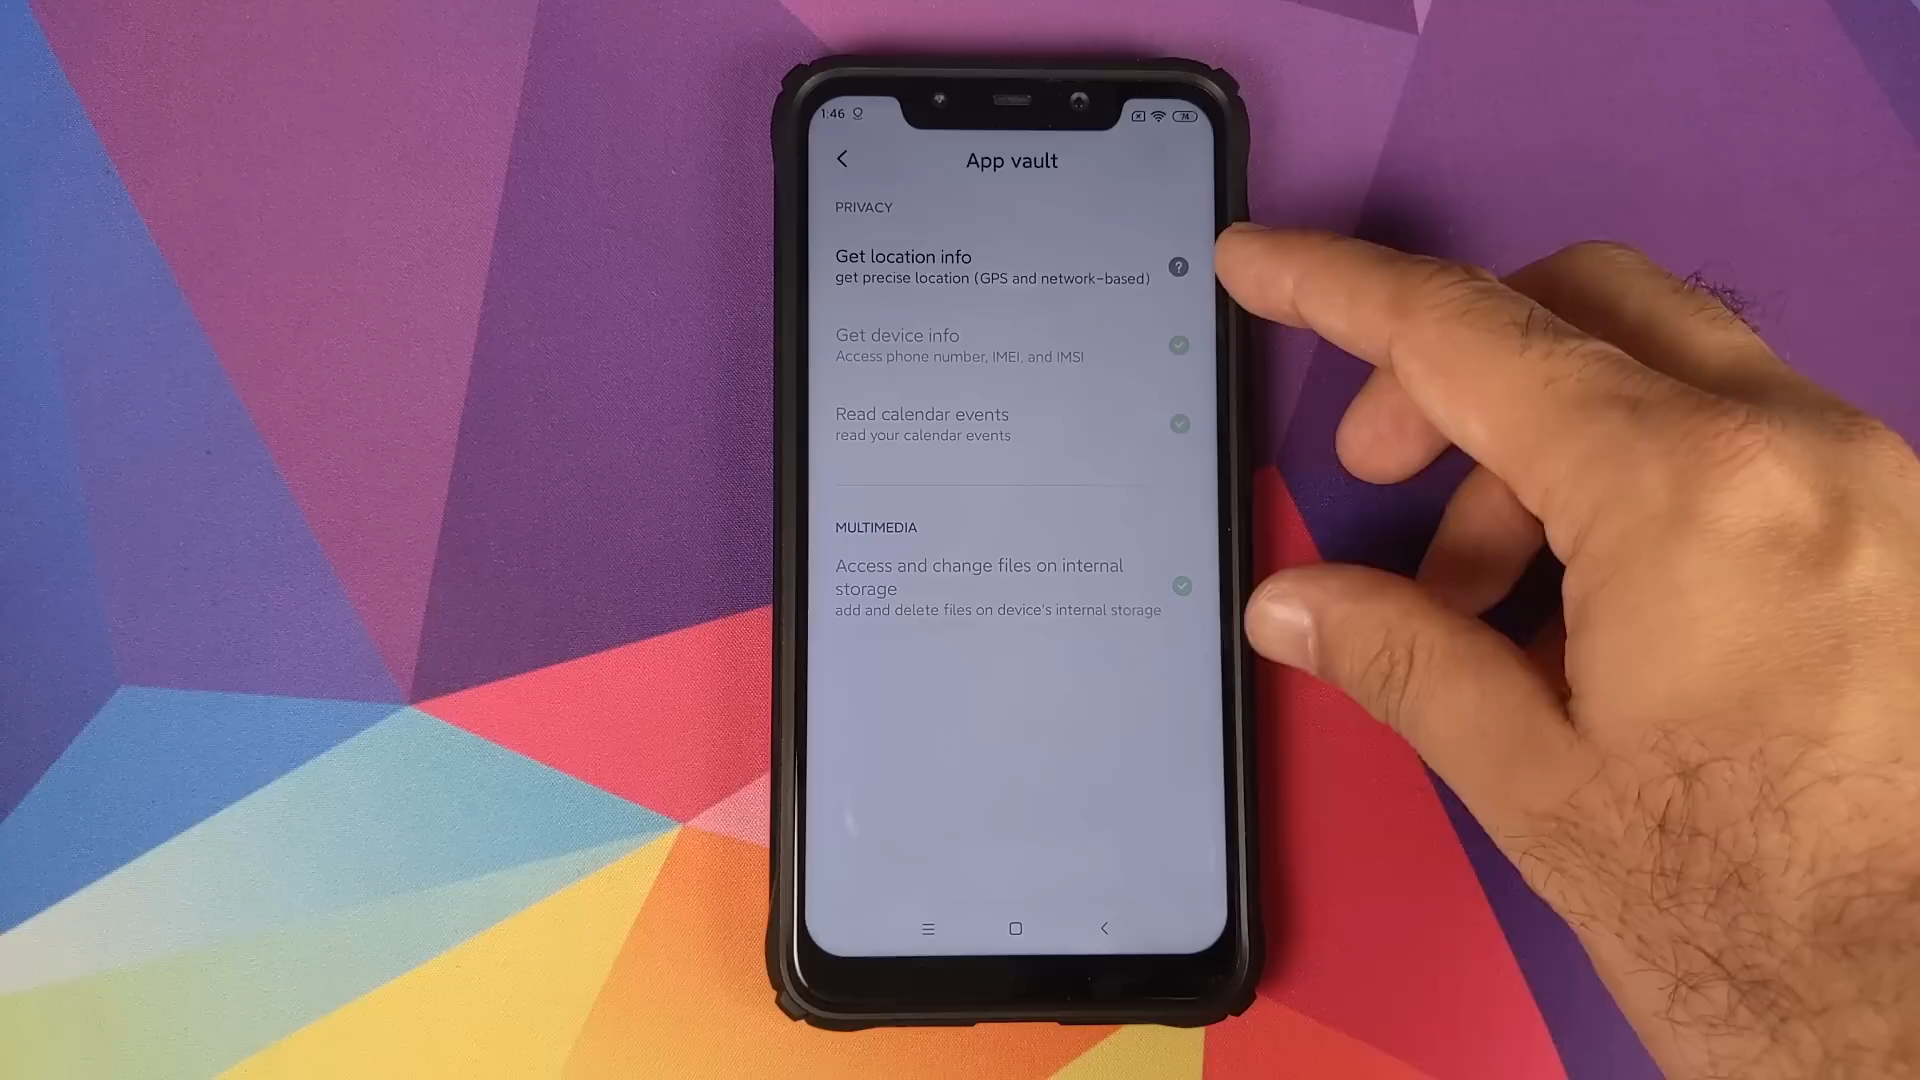 1:46
74
App vault
PRIVACY
Get location info
get precise location (GPS and network-based)
?
Get device info
Access phone number, IMEI, and IMSI
Read calendar events
read your calendar events
MULTIMEDIA
Access and change files on internal
storage
add and delete files on device's internal storage